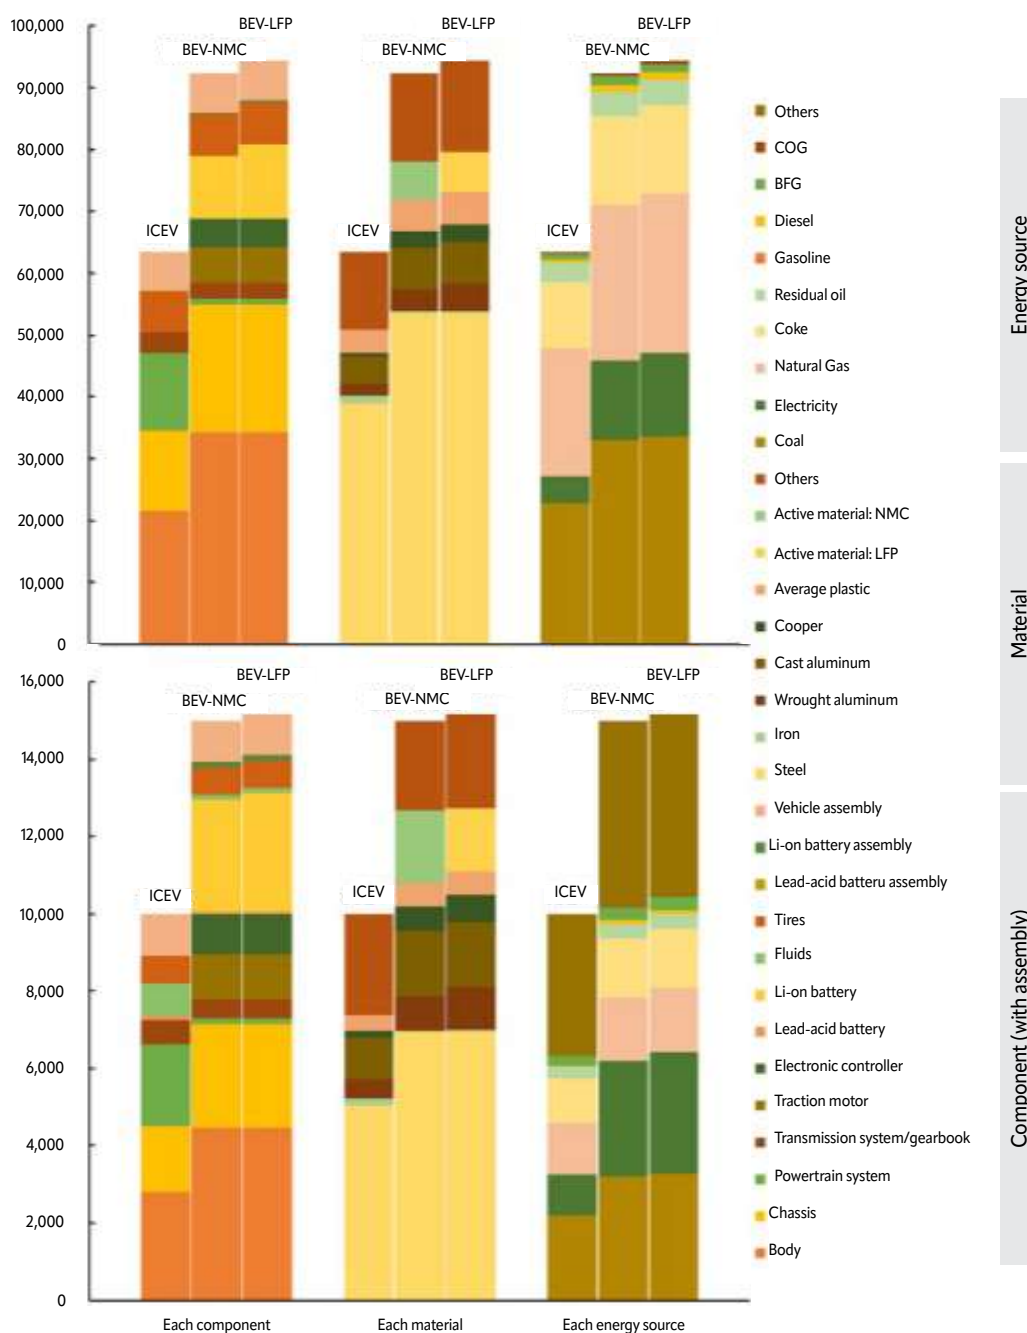 BEV-LFP
BEV-LFP
BEV-LFP
100,000
BEV-NMC
BEV-NMC
BEV-NMC
90,000
80,000
70,000
ICEV
ICEV
ICEV
60,000
50,000
40,000
30,000
20,000
10,000
0
16,000
BEV-LFP
BEV-LFP
BEV-LFP
BEV-NMC
BEV-NMC
BEV-NMC
14,000
12,000
ICEV
ICEV
ICEV
10,000
8,000
6,000
4,000
2,000
0
Each component
Each material
Each energy source
Others
COG
BFG
Diesel
Gasoline
Residual oil
Coke
Natural Gas
Electricity
Coal
Others
Active material: NMC
Active material: LFP
Average plastic
Cooper
Cast aluminum
Wrought aluminum
Iron
Steel
Vehicle assembly
Li-on battery assembly
Lead-acid batteru assembly
Tires
Fluids
Li-on battery
Lead-acid battery
Electronic controller
Traction motor
Transmission system/gearbook
Powertrain system
Chassis
Body
Energy source
Material
Component (with assembly)